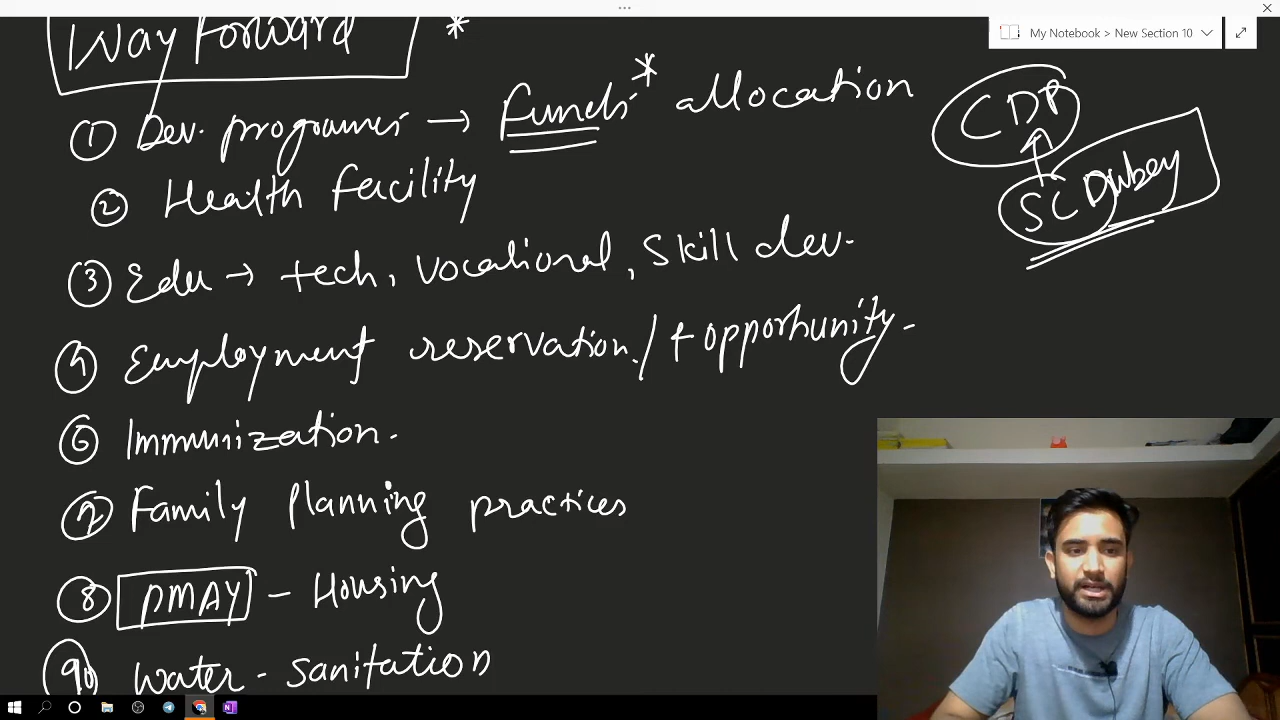 My Notebook > New Section 10
Way Forward *
① Dev. programes → Funds* allocation
CDP
↑
SC Dubey
② Health Facility
③ Edu → tech, vocational, skill dev.
④ Employment reservation./ + opportunity.
⑥ Immunization.
⑦ Family Planning practices
⑧ PMAY - Housing
Water - sanitation